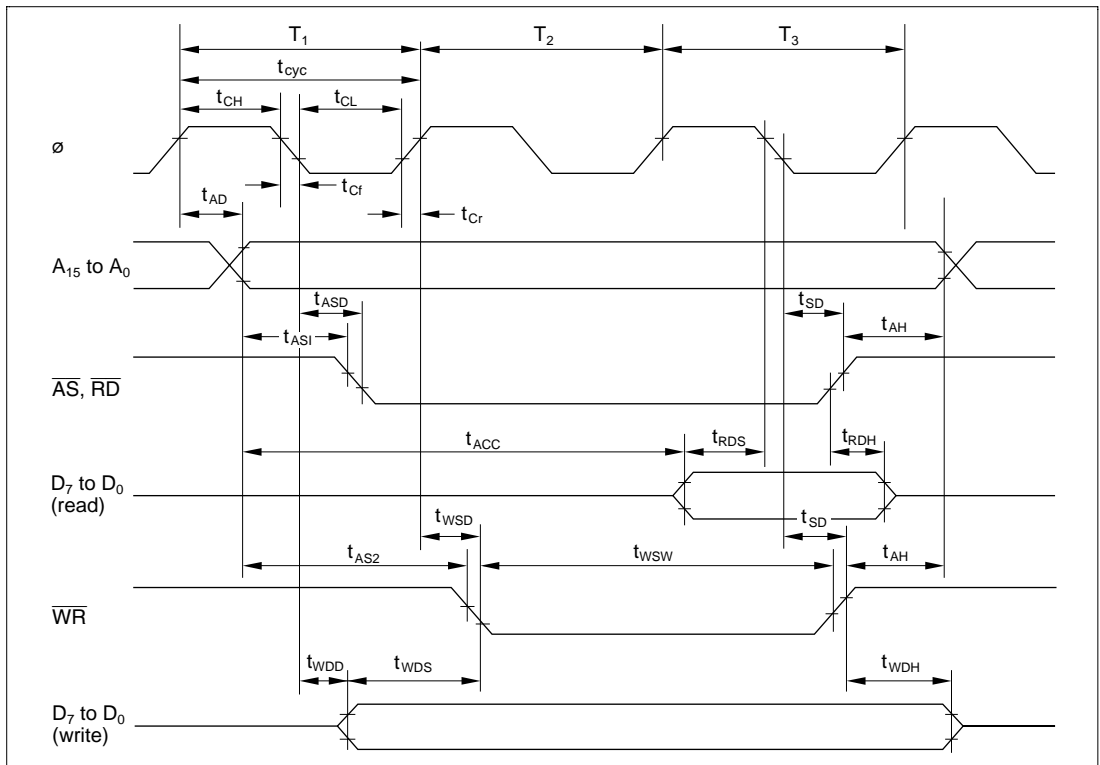 T1 T2 T3
tcyc
tCH tCL
ø
tCf
tAD tCr
A15 to A0
tASD tSD
tASI tAH
AS, RD
tACC tRDS tRDH
D7 to D0
(read)
tWSD tSD
tAS2 tWSW tAH
WR
tWDD tWDS tWDH
D7 to D0
(write)